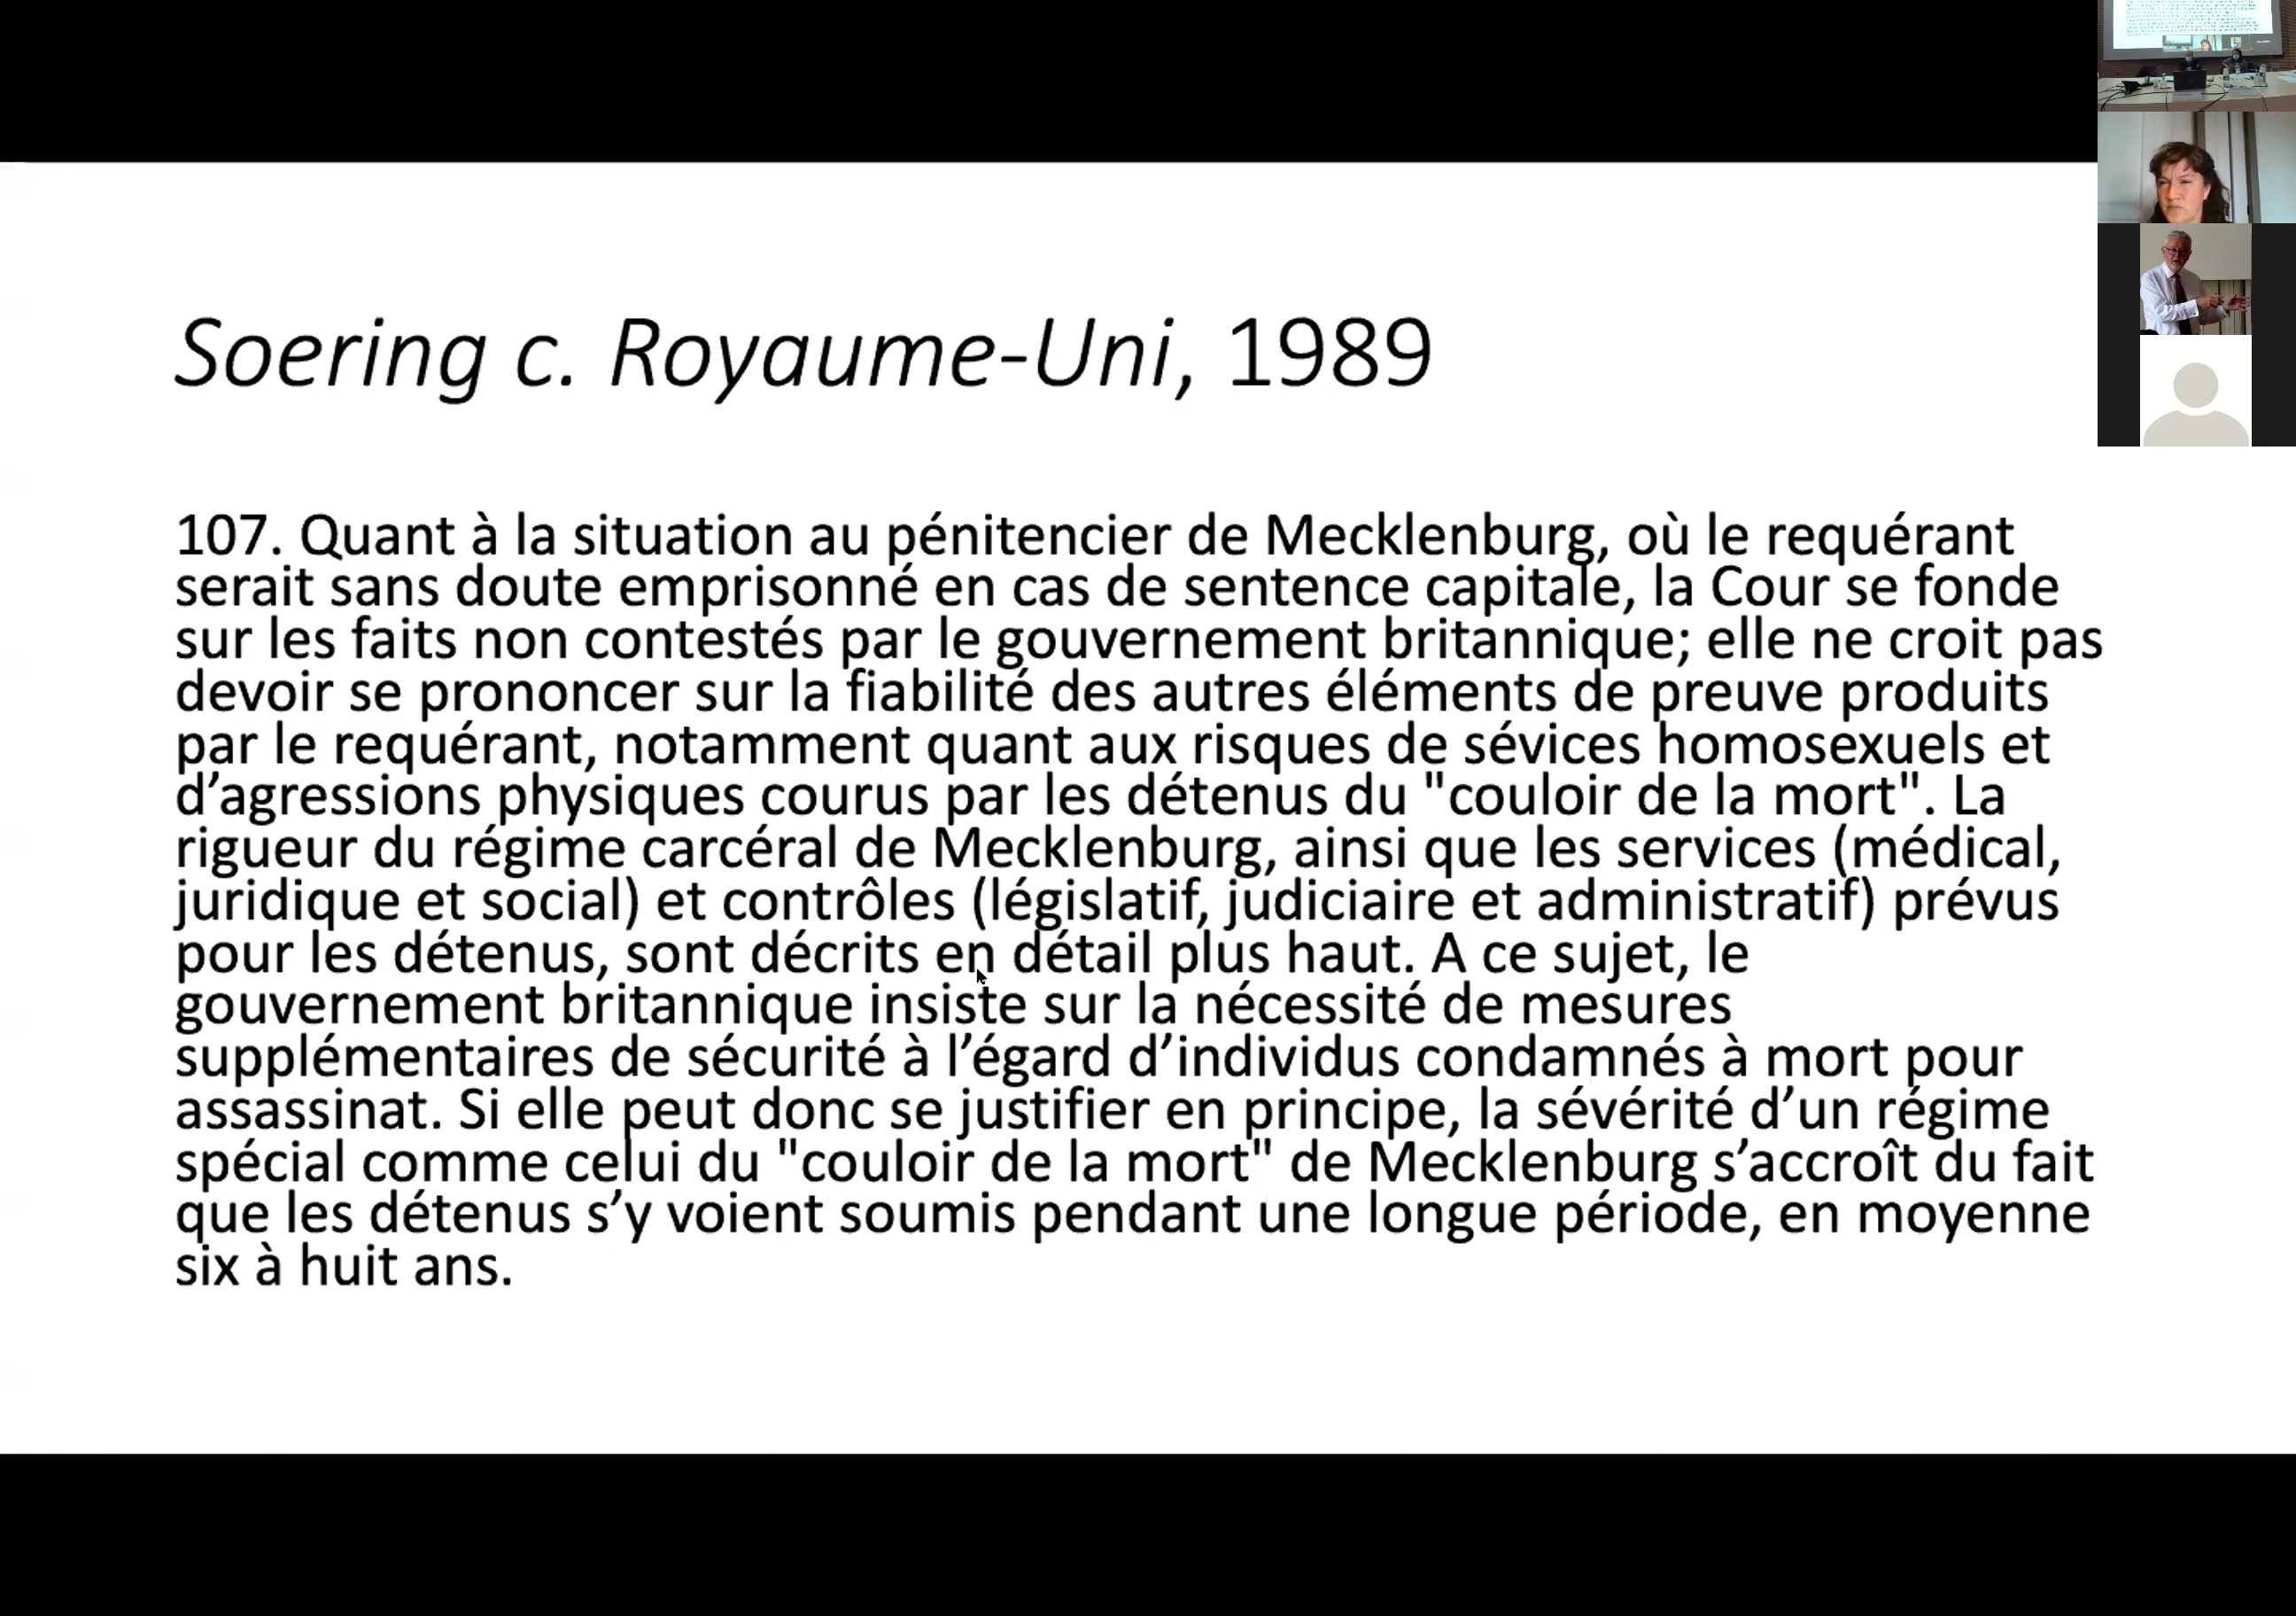 Soering c. Royaume-Uni, 1989
107. Quant à la situation au pénitencier de Mecklenburg, où le requérant
serait sans doute emprisonné en cas de sentence capitale, la Cour se fonde
sur les faits non contestés par le gouvernement britannique; elle ne croit pas
devoir se prononcer sur la fiabilité des autres éléments de preuve produits
par le requérant, notamment quant aux risques de sévices homosexuels et
d’agressions physiques courus par les détenus du "couloir de la mort". La
rigueur du régime carcéral de Mecklenburg, ainsi que les services (médical,
juridique et social) et contrôles (législatif, judiciaire et administratif) prévus
pour les détenus, sont décrits en détail plus haut. A ce sujet, le
gouvernement britannique insiste sur la nécessité de mesures
supplémentaires de sécurité à l’égard d’individus condamnés à mort pour
assassinat. Si elle peut donc se justifier en principe, la sévérité d’un régime
spécial comme celui du "couloir de la mort" de Mecklenburg s’accroît du fait
que les détenus s’y voient soumis pendant une longue période, en moyenne
six à huit ans.